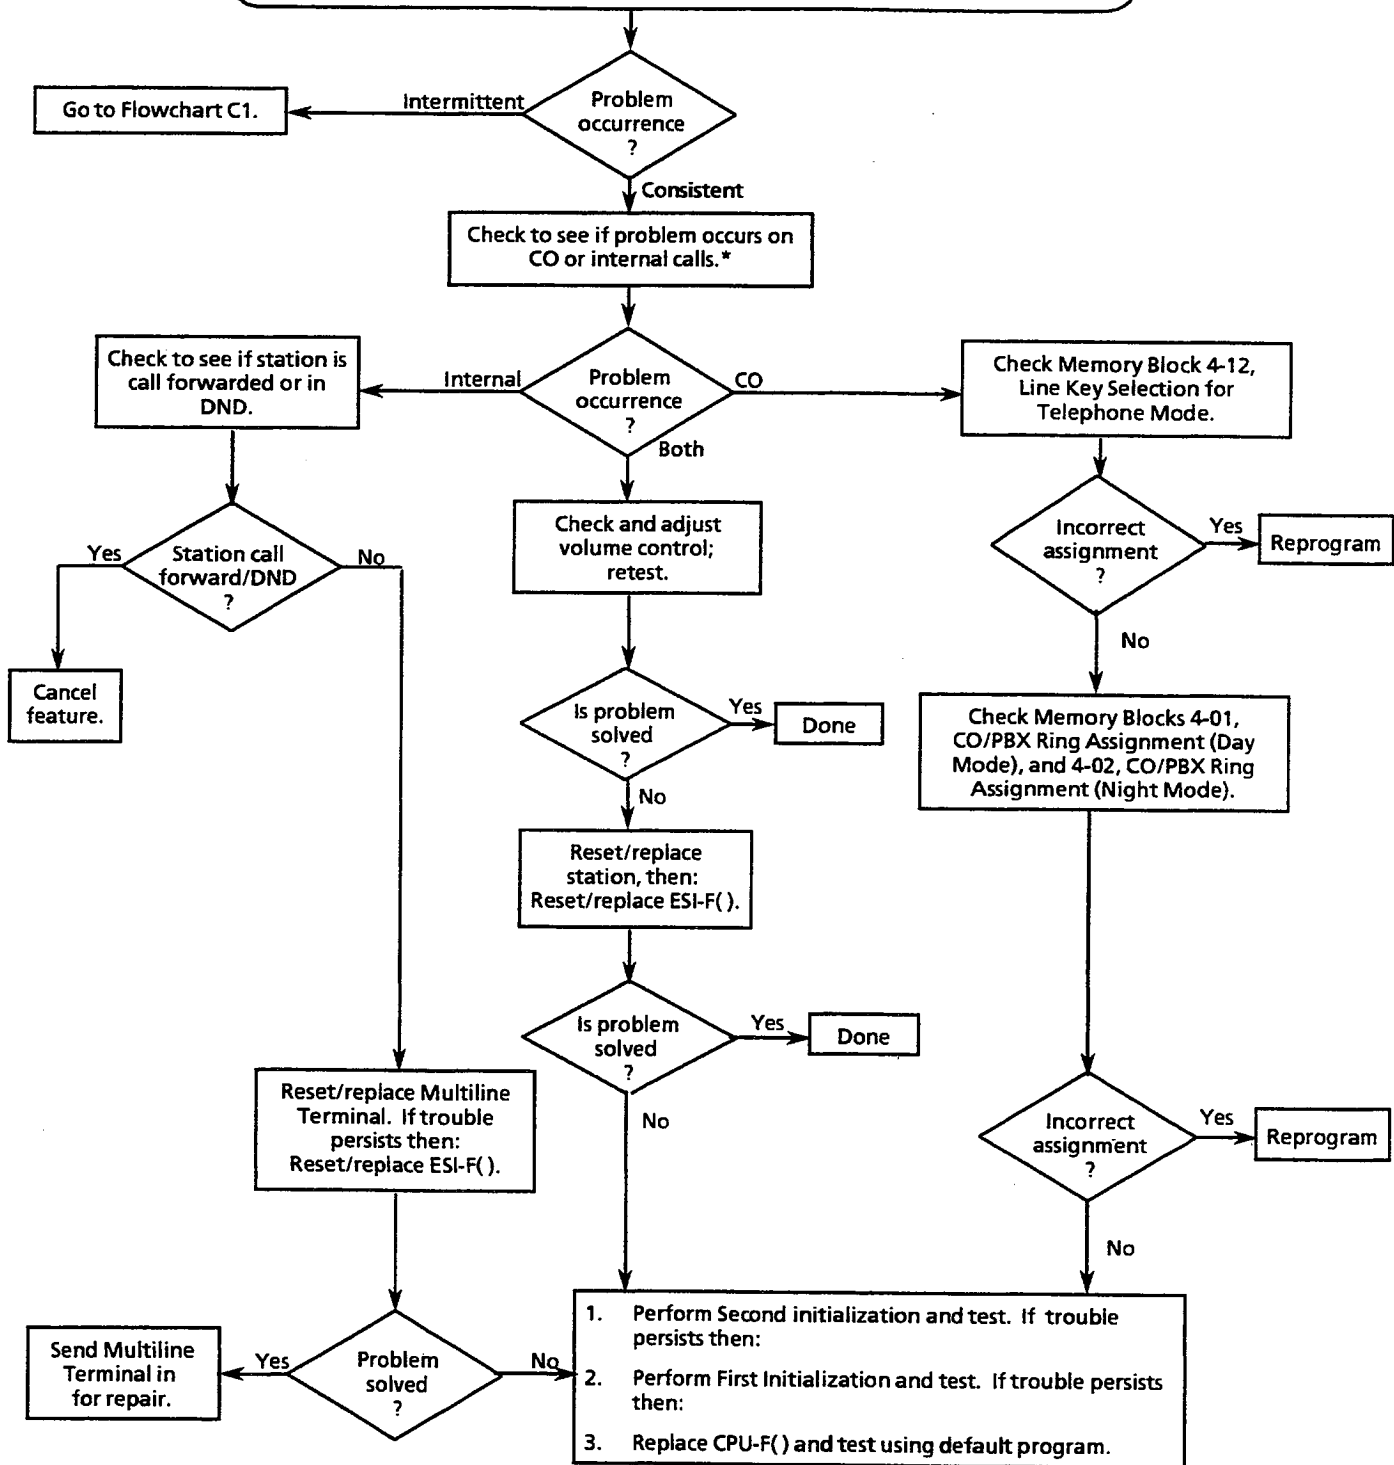 Problem
occurrence
?
Intermittent
Go to Flowchart C1.
Consistent
Check to see if problem occurs on
CO or internal calls.*
Problem
occurrence
?
Internal
CO
Both
Check to see if station is
call forwarded or in
DND.
Station call
forward/DND
?
Yes
No
Cancel
feature.
Reset/replace Multiline
Terminal. If trouble
persists then:
Reset/replace ESI-F( ).
Problem
solved
?
Yes
No
Send Multiline
Terminal in
for repair.
Check and adjust
volume control;
retest.
Is problem
solved
?
Yes
Done
No
Reset/replace
station, then:
Reset/replace ESI-F( ).
Is problem
solved
?
Yes
Done
No
Check Memory Block 4-12,
Line Key Selection for
Telephone Mode.
Incorrect
assignment
?
Yes
Reprogram
No
Check Memory Blocks 4-01,
CO/PBX Ring Assignment (Day
Mode), and 4-02, CO/PBX Ring
Assignment (Night Mode).
Incorrect
assignment
?
Yes
Reprogram
No
1. Perform Second initialization and test. If trouble
persists then:
2. Perform First Initialization and test. If trouble persists
then:
3. Replace CPU-F( ) and test using default program.